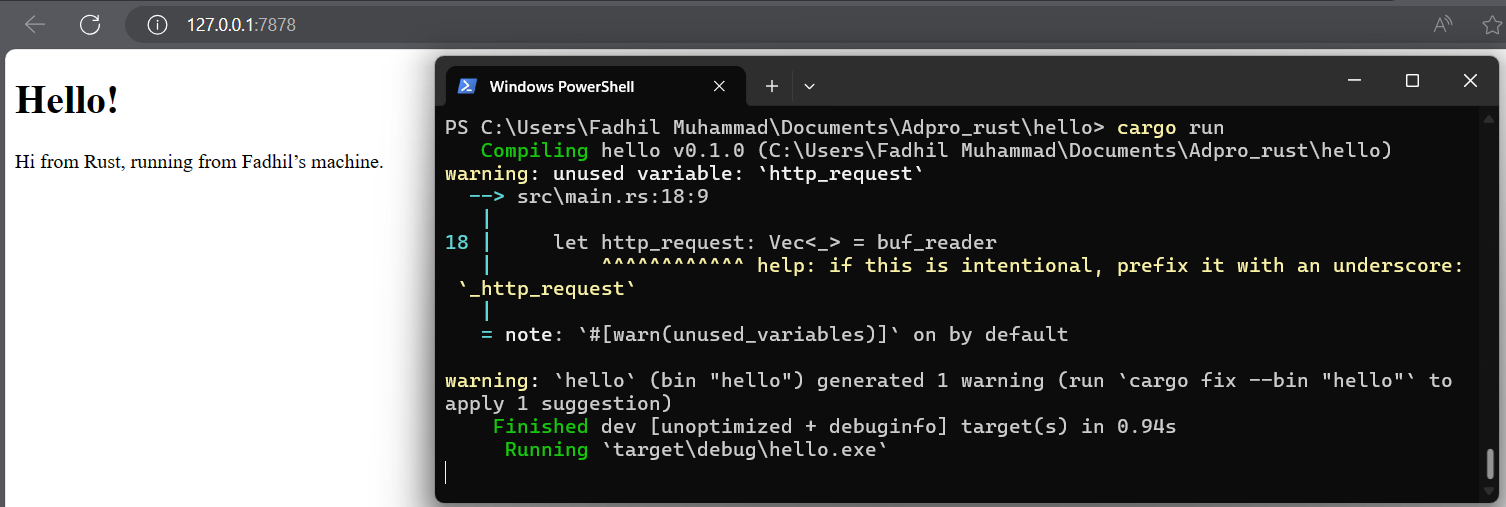 127.0.0.1:7878
Hello!
Hi from Rust, running from Fadhil’s machine.
Windows PowerShell
PS C:\Users\Fadhil Muhammad\Documents\Adpro_rust\hello> cargo run
   Compiling hello v0.1.0 (C:\Users\Fadhil Muhammad\Documents\Adpro_rust\hello)
warning: unused variable: `http_request`
  --> src\main.rs:18:9
   |
18 |     let http_request: Vec<_> = buf_reader
   |         ^^^^^^^^^^^^ help: if this is intentional, prefix it with an underscore:
 `_http_request`
   |
   = note: `#[warn(unused_variables)]` on by default
warning: `hello` (bin "hello") generated 1 warning (run `cargo fix --bin "hello"` to
apply 1 suggestion)
    Finished dev [unoptimized + debuginfo] target(s) in 0.94s
     Running `target\debug\hello.exe`